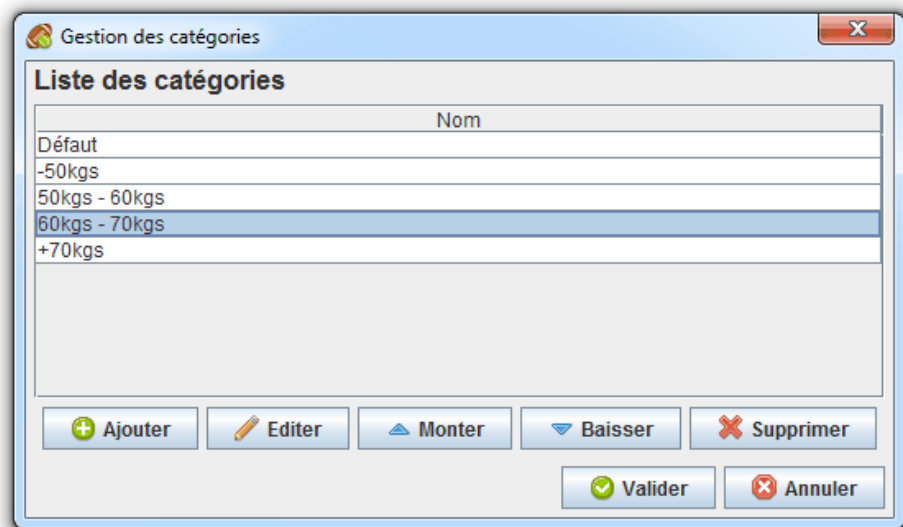 Gestion des catégories
Liste des catégories
Nom
Défaut
-50kgs
50kgs - 60kgs
60kgs - 70kgs
+70kgs
Ajouter Editer Monter Baisser Supprimer
Valider Annuler